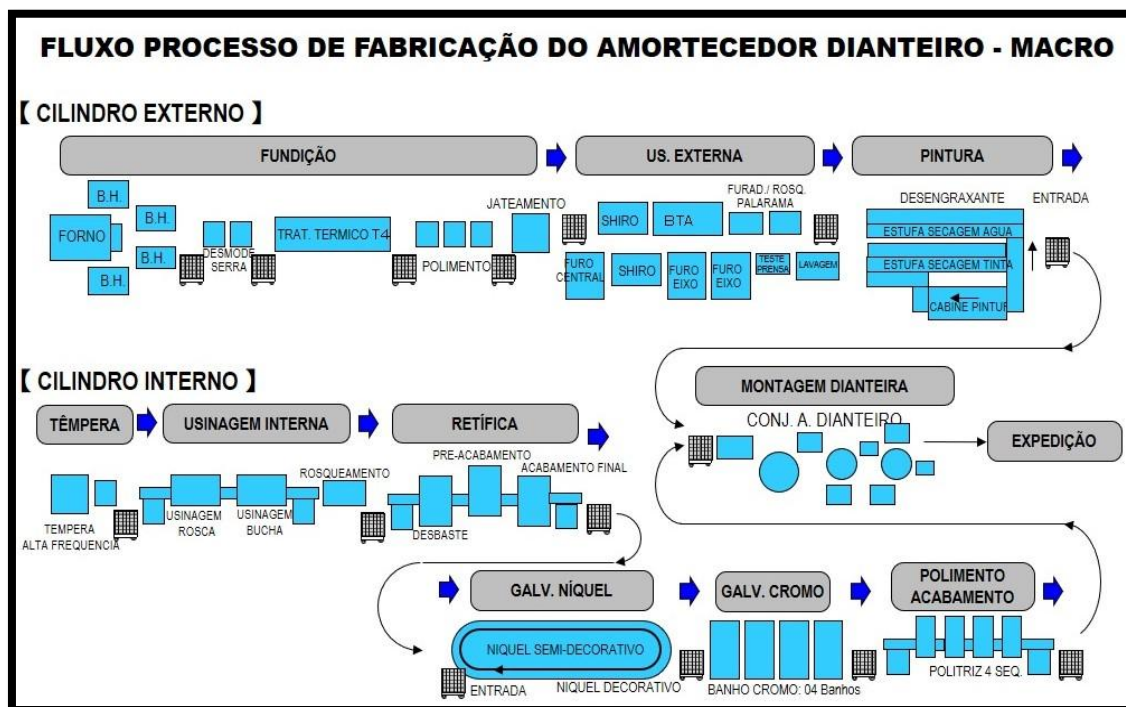 FLUXO PROCESSO DE FABRICAÇÃO DO AMORTECEDOR DIANTEIRO - MACRO
【 CILINDRO EXTERNO 】
FUNDIÇÃO
US. EXTERNA
PINTURA
B.H.
B.H.
FORNO
B.H.
B.H.
DESMODE
SERRA
TRAT. TERMICO T4
POLIMENTO
JATEAMENTO
SHIRO
BTA
FURAD./ ROSQ.
PALARAMA
FURO
CENTRAL
SHIRO
FURO
EIXO
FURO
EIXO
TESTE
PRENSA
LAVAGEM
DESENGRAXANTE
ENTRADA
ESTUFA SECAGEM AGUA
ESTUFA SECAGEM TINTA
CABINE PINTUF
【 CILINDRO INTERNO 】
TÊMPERA
USINAGEM INTERNA
RETÍFICA
MONTAGEM DIANTEIRA
CONJ. A. DIANTEIRO
EXPEDIÇÃO
TEMPERA
ALTA FREQUENCIA
USINAGEM
ROSCA
USINAGEM
BUCHA
ROSQUEAMENTO
PRE-ACABAMENTO
ACABAMENTO FINAL
DESBASTE
GALV. NÍQUEL
GALV. CROMO
POLIMENTO
ACABAMENTO
NIQUEL SEMI-DECORATIVO
ENTRADA
NIQUEL DECORATIVO
BANHO CROMO: 04 Banhos
POLITRIZ 4 SEQ.